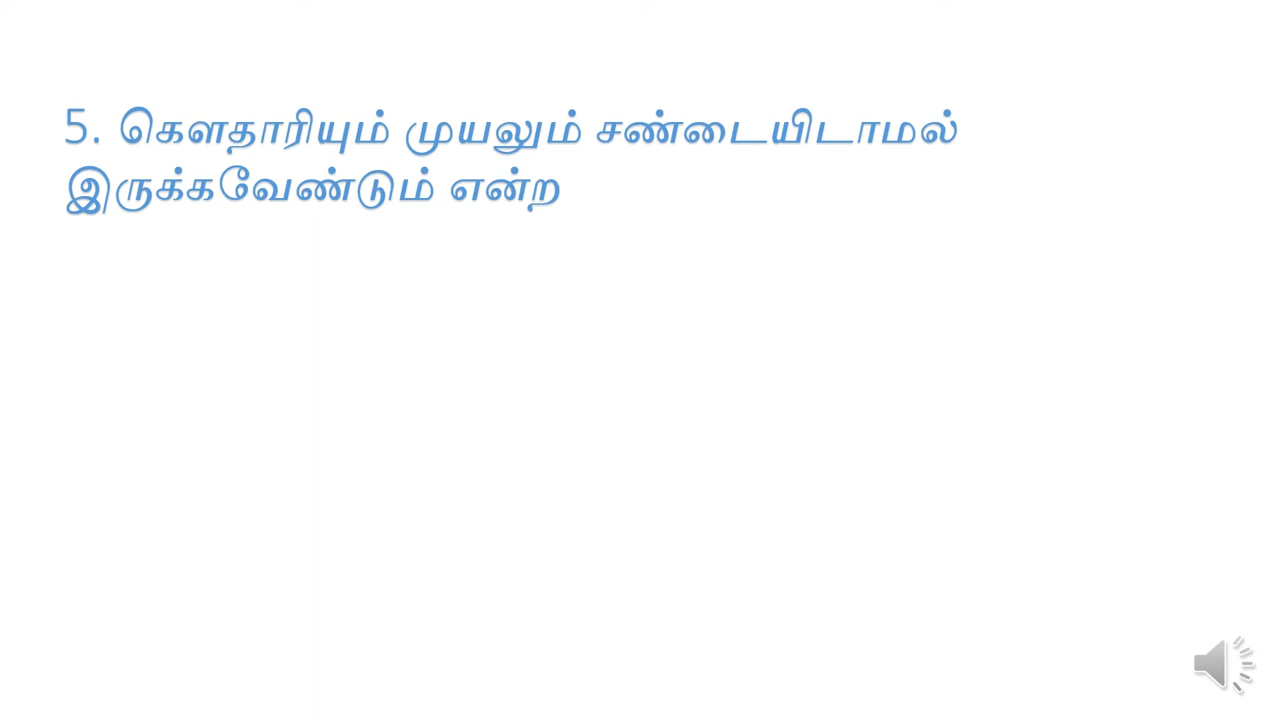 5. கௌதாரியும் முயலும் சண்டையிடாமல்
இருக்கவேண்டும் என்ற